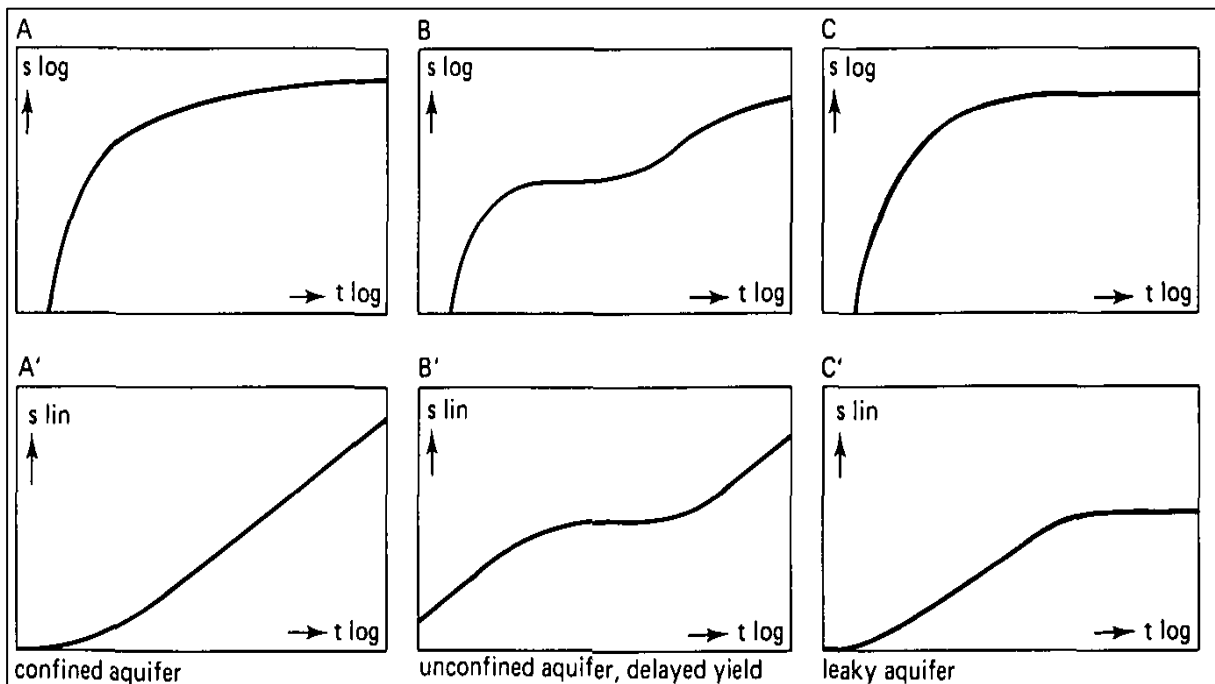 A
B
C
s log
s log
s log
t log
t log
t log
A'
B'
C'
s lin
s lin
s lin
t log
t log
t log
confined aquifer
unconfined aquifer, delayed yield
leaky aquifer